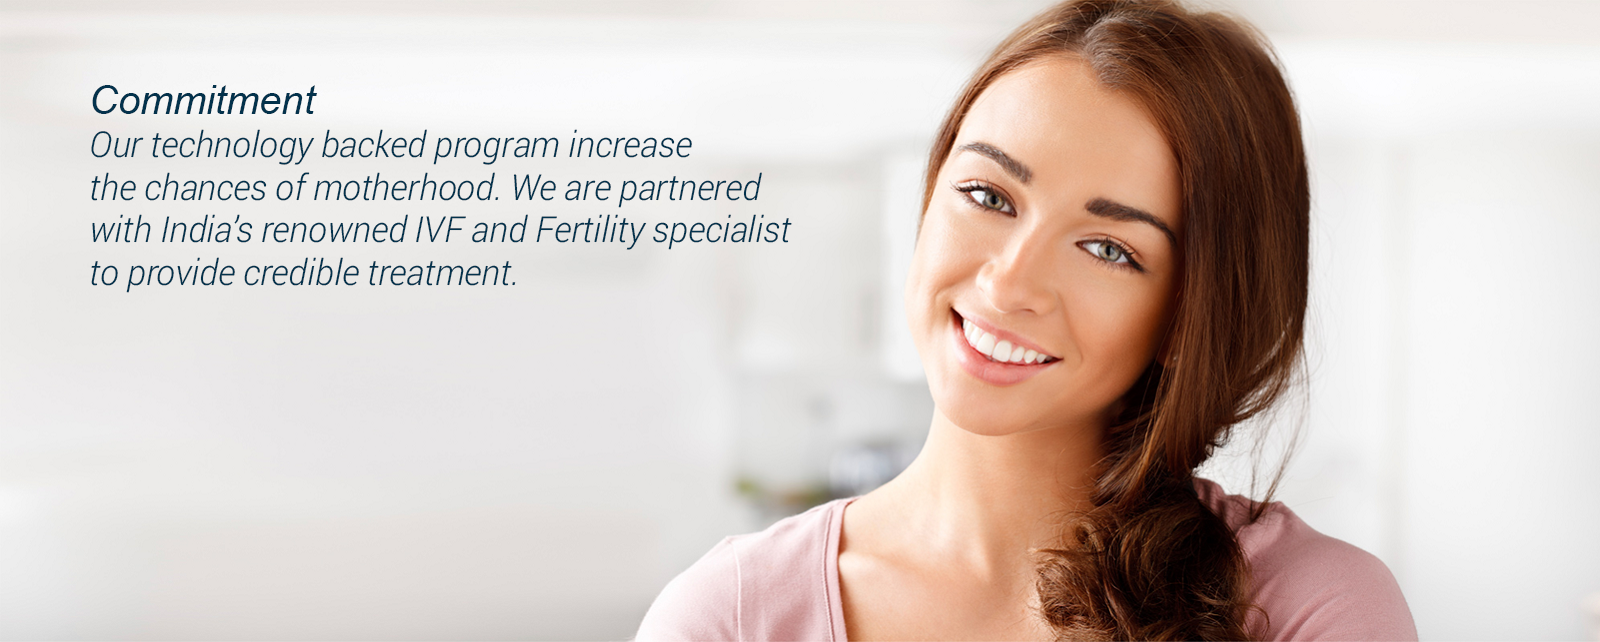 Commitment
Our technology backed program increase
the chances of motherhood. We are partnered
with India’s renowned IVF and Fertility specialist
to provide credible treatment.